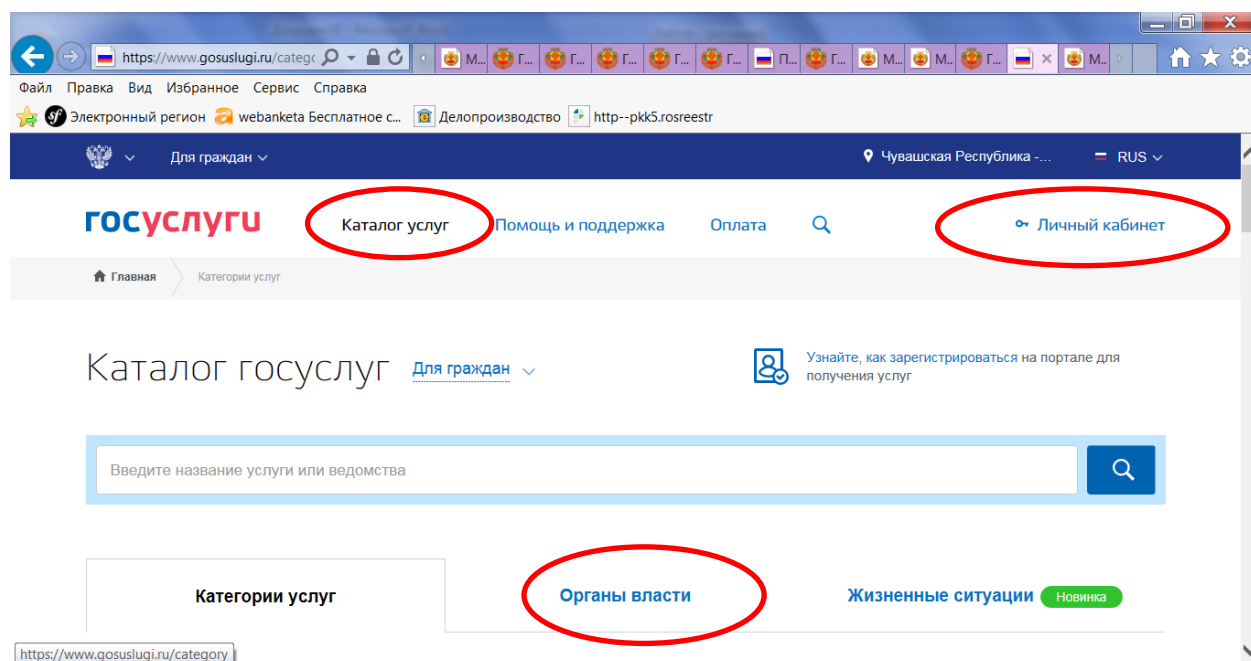 https://www.gosuslugi.ru/categ
М...
Г...
Г...
Г...
Г...
Г...
П...
Г...
М...
М...
Г...
М...
Файл Правка Вид Избранное Сервис Справка
Электронный регион webanketa Бесплатное с... Делопроизводство http--pkk5.rosreestr
Для граждан Чувашская Республика -... RUS
госуслуги Каталог услуг Помощь и поддержка Оплата Личный кабинет
Главная Категории услуг
Каталог госуслуг Для граждан
Узнайте, как зарегистрироваться на портале для
получения услуг
Введите название услуги или ведомства
Категории услуг Органы власти Жизненные ситуации Новинка
https://www.gosuslugi.ru/category